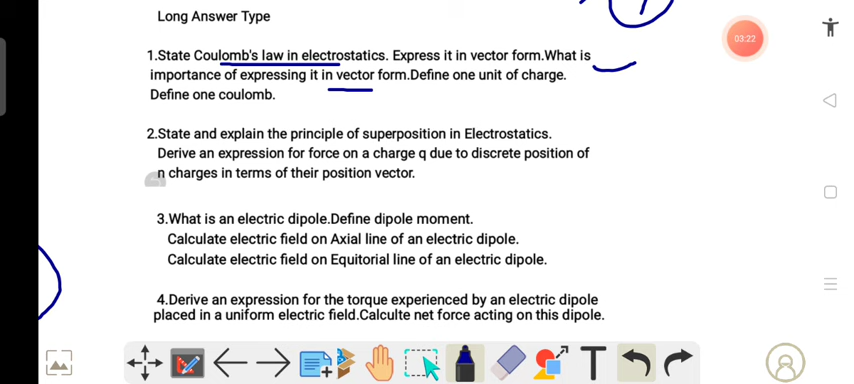 Long Answer Type
03:22
1.State Coulomb's law in electrostatics. Express it in vector form.What is
importance of expressing it in vector form.Define one unit of charge.
Define one coulomb.
2.State and explain the principle of superposition in Electrostatics.
Derive an expression for force on a charge q due to discrete position of
n charges in terms of their position vector.
3.What is an electric dipole.Define dipole moment.
Calculate electric field on Axial line of an electric dipole.
Calculate electric field on Equitorial line of an electric dipole.
4.Derive an expression for the torque experienced by an electric dipole
placed in a uniform electric field.Calculte net force acting on this dipole.